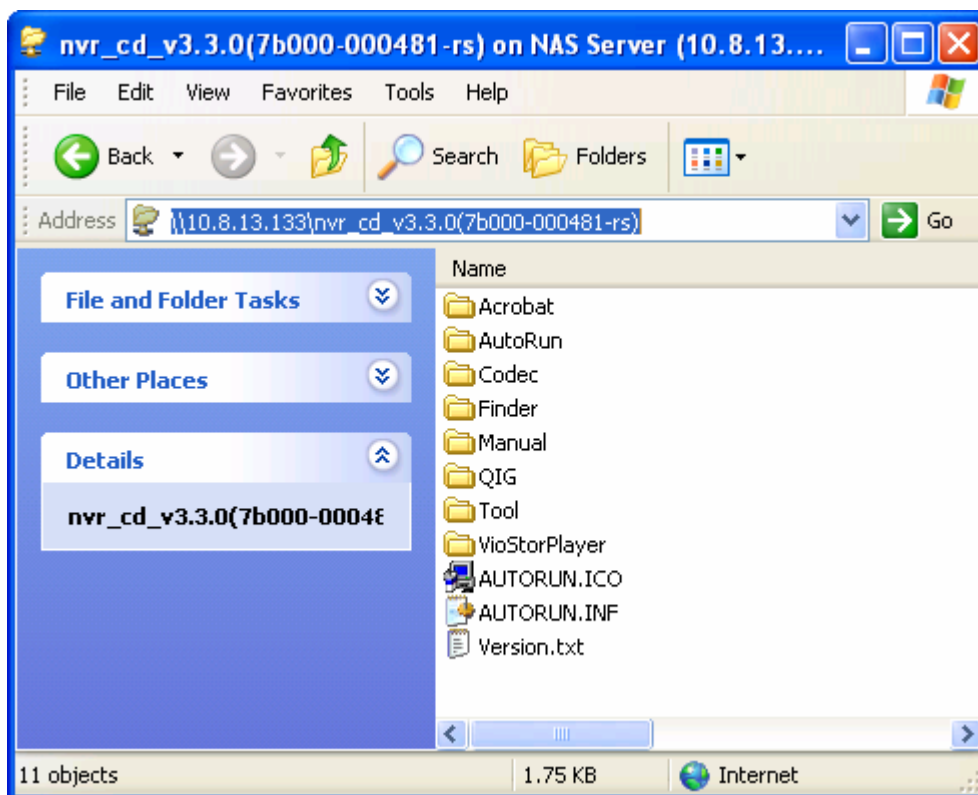 nvr_cd_v3.3.0(7b000-000481-rs) on NAS Server (10.8.13....
File Edit View Favorites Tools Help
Back Search Folders
Address \\10.8.13.133\nvr_cd_v3.3.0(7b000-000481-rs) Go
File and Folder Tasks
Other Places
Details
nvr_cd_v3.3.0(7b000-00048
Name
Acrobat
AutoRun
Codec
Finder
Manual
QIG
Tool
VioStorPlayer
AUTORUN.ICO
AUTORUN.INF
Version.txt
11 objects 1.75 KB Internet